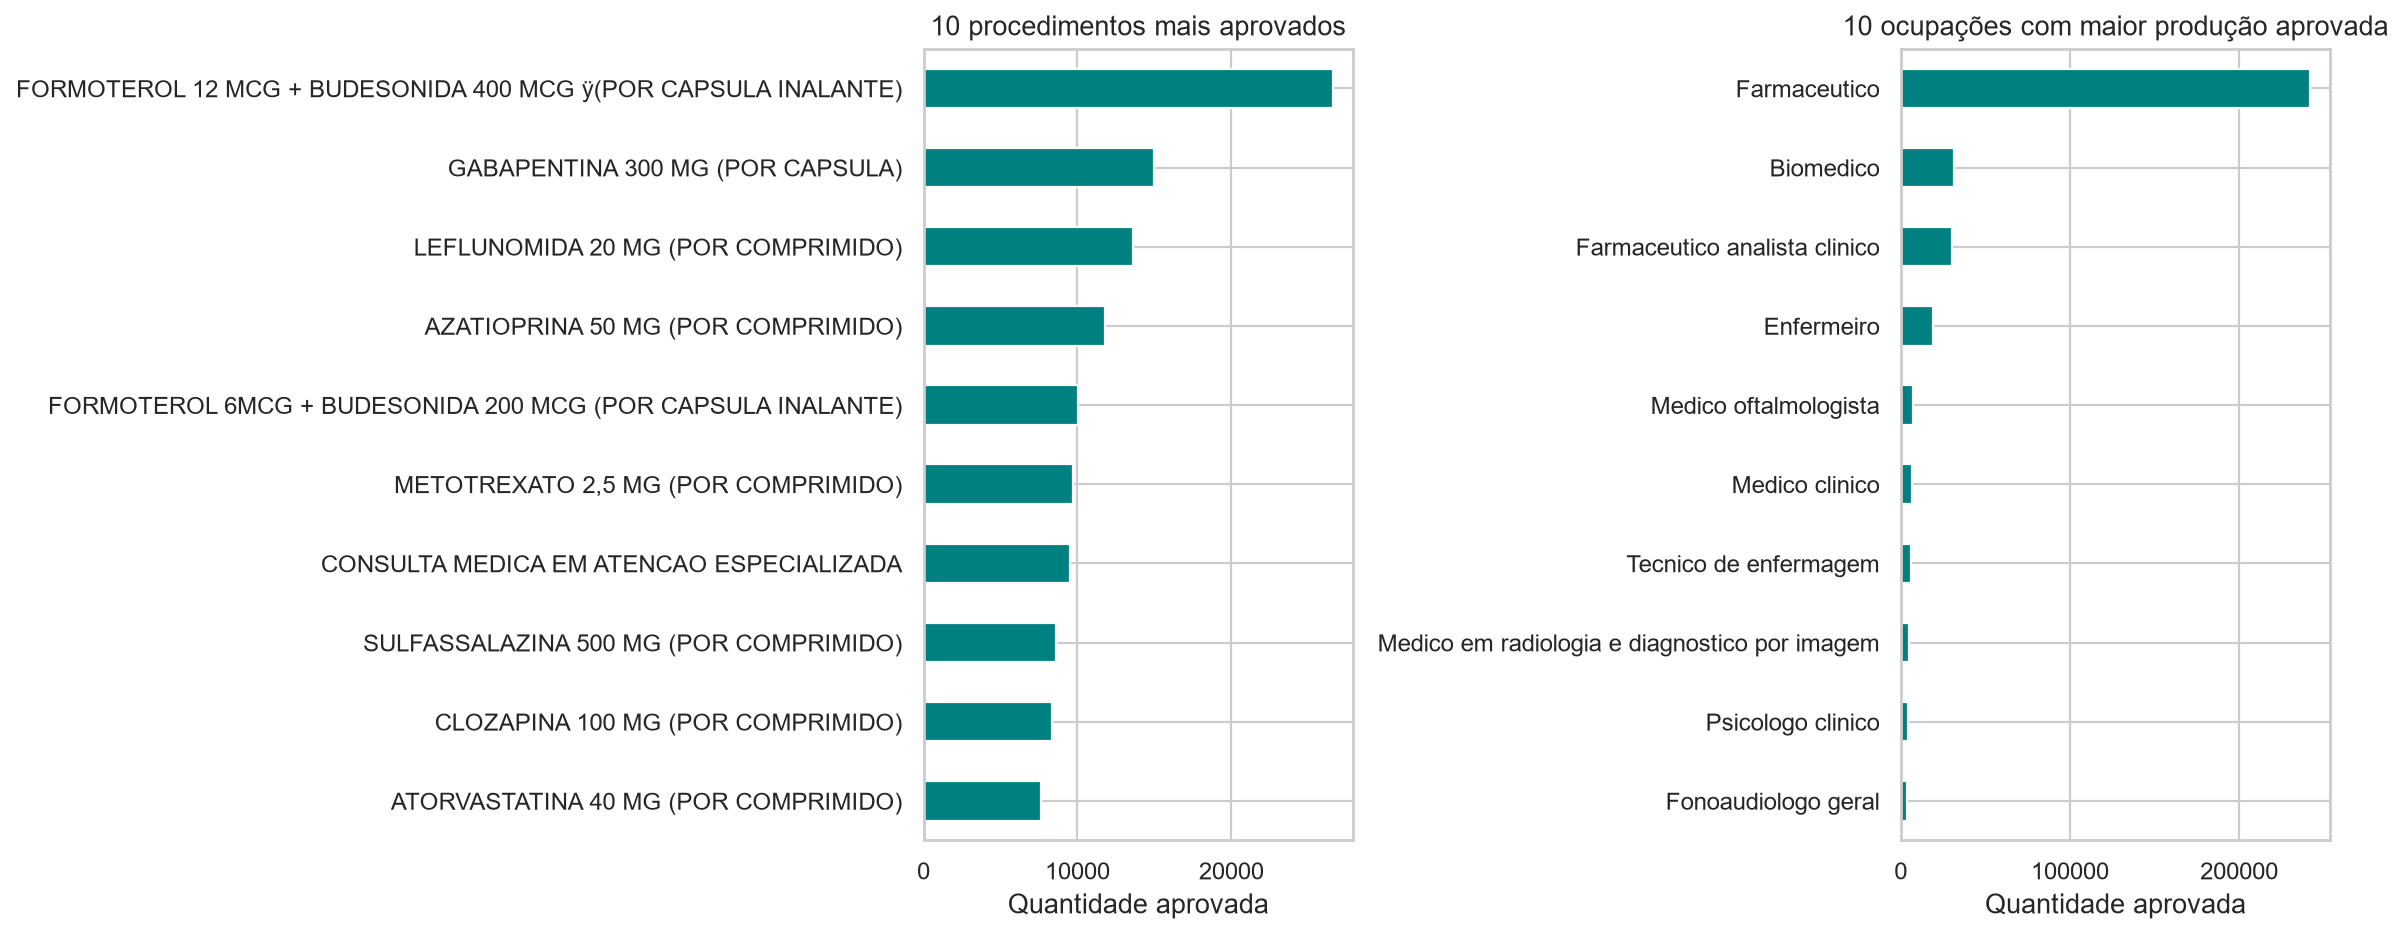 10 procedimentos mais aprovados
FORMOTEROL 12 MCG + BUDESONIDA 400 MCG ÿ(POR CAPSULA INALANTE)
GABAPENTINA 300 MG (POR CAPSULA)
LEFLUNOMIDA 20 MG (POR COMPRIMIDO)
AZATIOPRINA 50 MG (POR COMPRIMIDO)
FORMOTEROL 6MCG + BUDESONIDA 200 MCG (POR CAPSULA INALANTE)
METOTREXATO 2,5 MG (POR COMPRIMIDO)
CONSULTA MEDICA EM ATENCAO ESPECIALIZADA
SULFASSALAZINA 500 MG (POR COMPRIMIDO)
CLOZAPINA 100 MG (POR COMPRIMIDO)
ATORVASTATINA 40 MG (POR COMPRIMIDO)
0 10000 20000
Quantidade aprovada
10 ocupações com maior produção aprovada
Farmaceutico
Biomedico
Farmaceutico analista clinico
Enfermeiro
Medico oftalmologista
Medico clinico
Tecnico de enfermagem
Medico em radiologia e diagnostico por imagem
Psicologo clinico
Fonoaudiologo geral
0 100000 200000
Quantidade aprovada